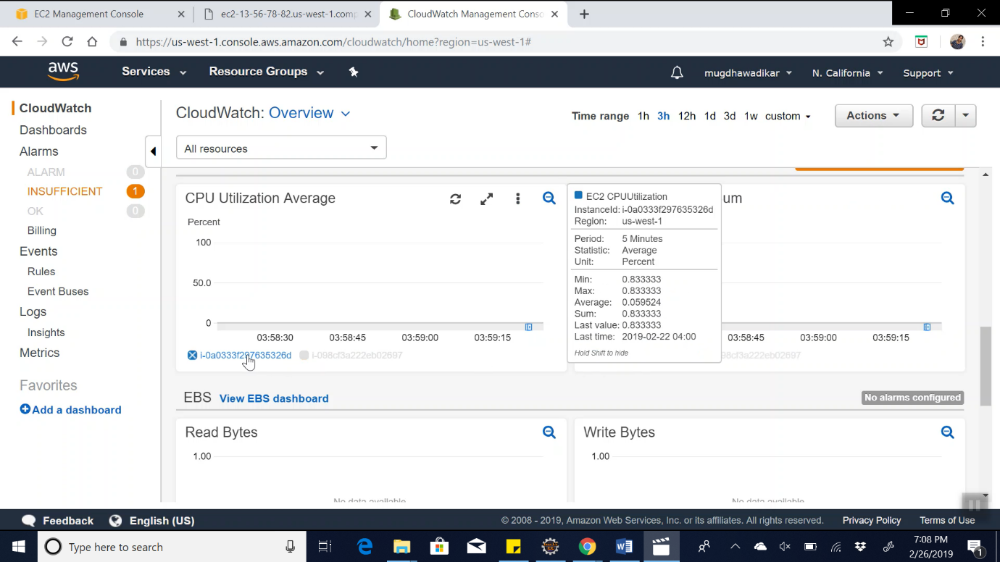 EC2 Management Console
ec2-13-56-78-82.us-west-1.comp
CloudWatch Management Conso
https://us-west-1.console.aws.amazon.com/cloudwatch/home?region=us-west-1#
aws
Services
Resource Groups
mugdhawadikar
N. California
Support
CloudWatch
Dashboards
Alarms
ALARM 0
INSUFFICIENT 1
OK 0
Billing
Events
Rules
Event Buses
Logs
Insights
Metrics
Favorites
Add a dashboard
CloudWatch: Overview
Time range 1h 3h 12h 1d 3d 1w custom
Actions
All resources
CPU Utilization Average
Percent
100
50.0
0
03:58:30 03:58:45 03:59:00 03:59:15
i-0a0333f297635326d i-098cf3a222eb02697
EC2 CPUUtilization
InstanceId: i-0a0333f297635326d
Region: us-west-1
Period: 5 Minutes
Statistic: Average
Unit: Percent
Min: 0.833333
Max: 0.833333
Average: 0.059524
Sum: 0.833333
Last value: 0.833333
Last time: 2019-02-22 04:00
Hold Shift to hide
um
03:58:45 03:59:00 03:59:15
98cf3a222eb02697
EBS View EBS dashboard
No alarms configured
Read Bytes
1.00
No data available
Write Bytes
1.00
No data available
Feedback
English (US)
© 2008 - 2019, Amazon Web Services, Inc. or its affiliates. All rights reserved.
Privacy Policy
Terms of Use
Type here to search
7:08 PM
2/26/2019
1